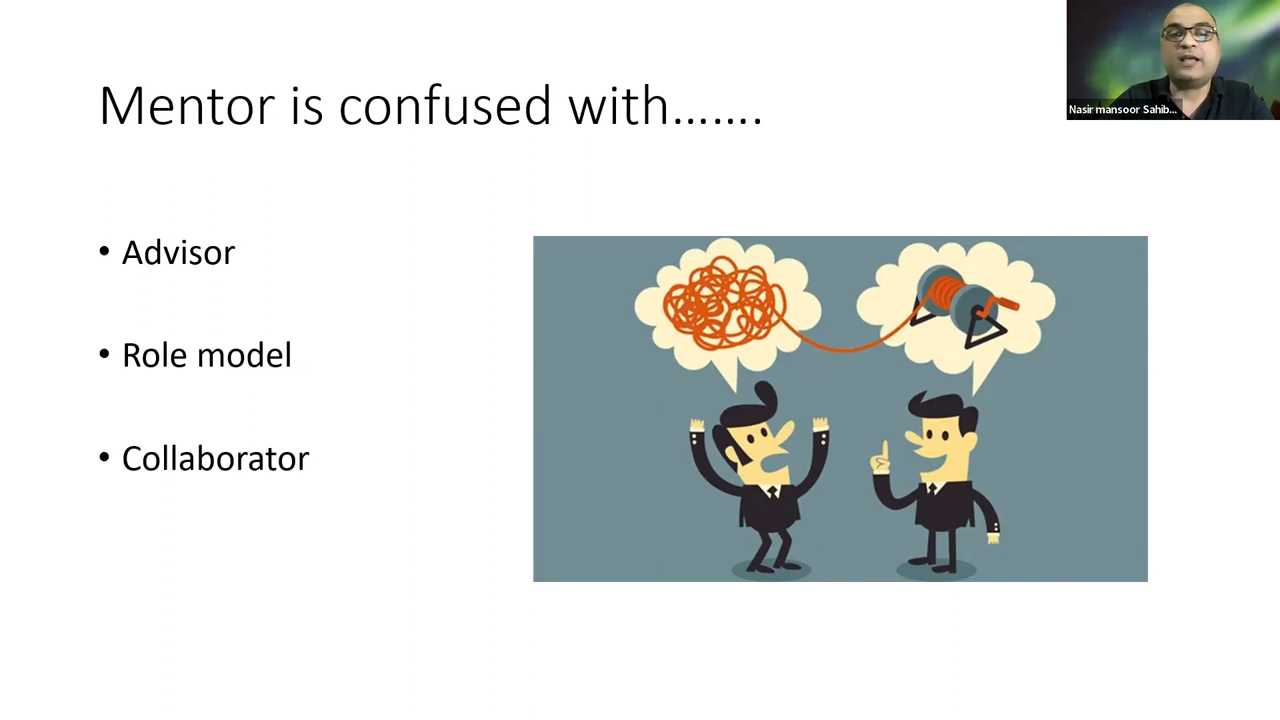 Mentor is confused with…….
• Advisor
• Role model
• Collaborator
Nasir mansoor Sahib...